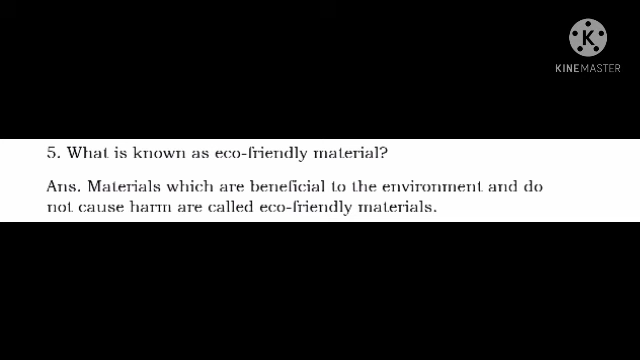 KINEMASTER
5. What is known as eco-friendly material?
Ans. Materials which are beneficial to the environment and do
not cause harm are called eco-friendly materials.